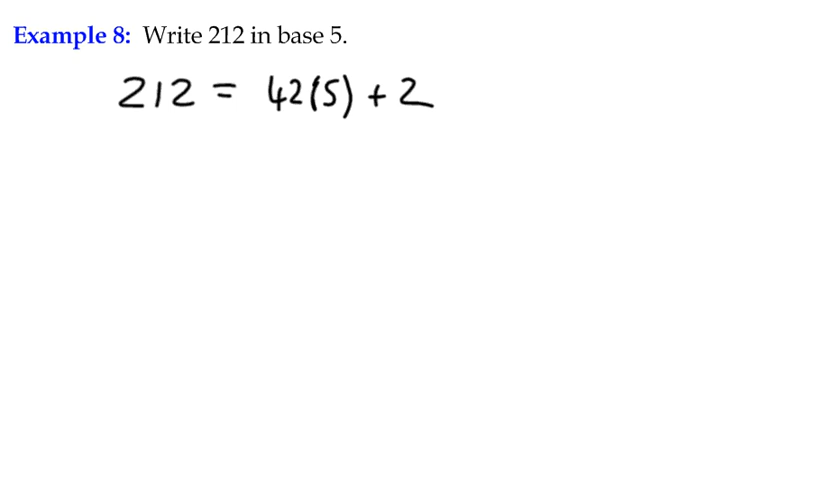 Example 8: Write 212 in base 5.
212 = 42(5) + 2